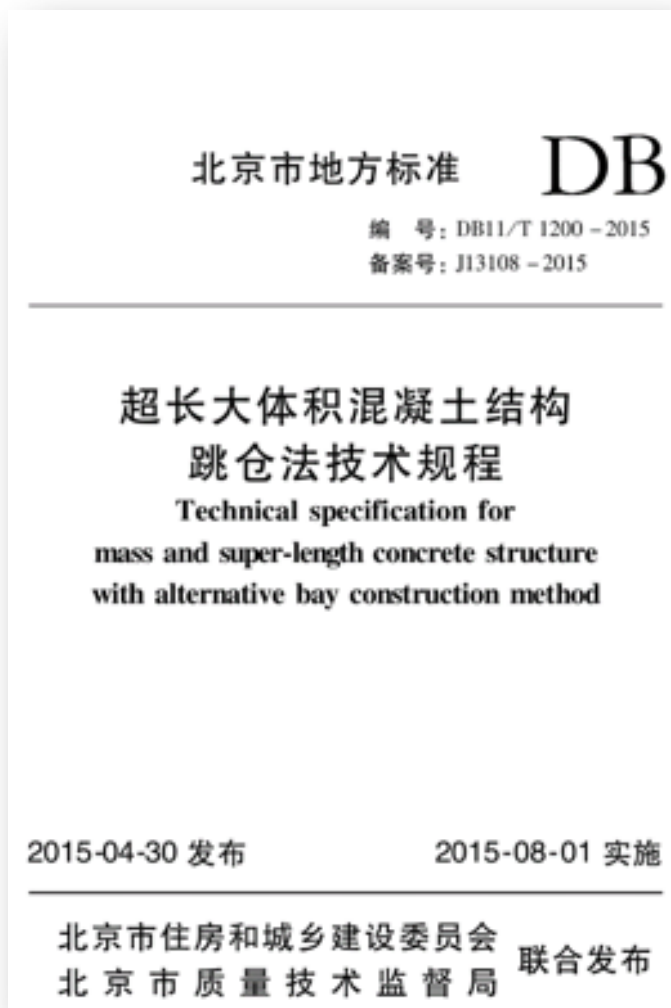 北京市地方标准 DB
编 号：DB11/T 1200－2015
备案号：J13108－2015
超长大体积混凝土结构
跳仓法技术规程
Technical specification for
mass and super-length concrete structure
with alternative bay construction method
2015-04-30 发布 2015-08-01 实施
北京市住房和城乡建设委员会
北京市质量技术监督局
联合发布